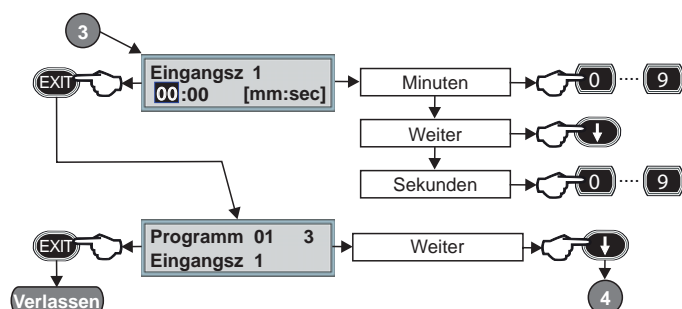 3
EXIT
Eingangsz 1
00:00 [mm:sec]
Minuten
0 ···· 9
Weiter
Sekunden
0 ···· 9
EXIT
Programm 01 3
Eingangsz 1
Weiter
Verlassen
4